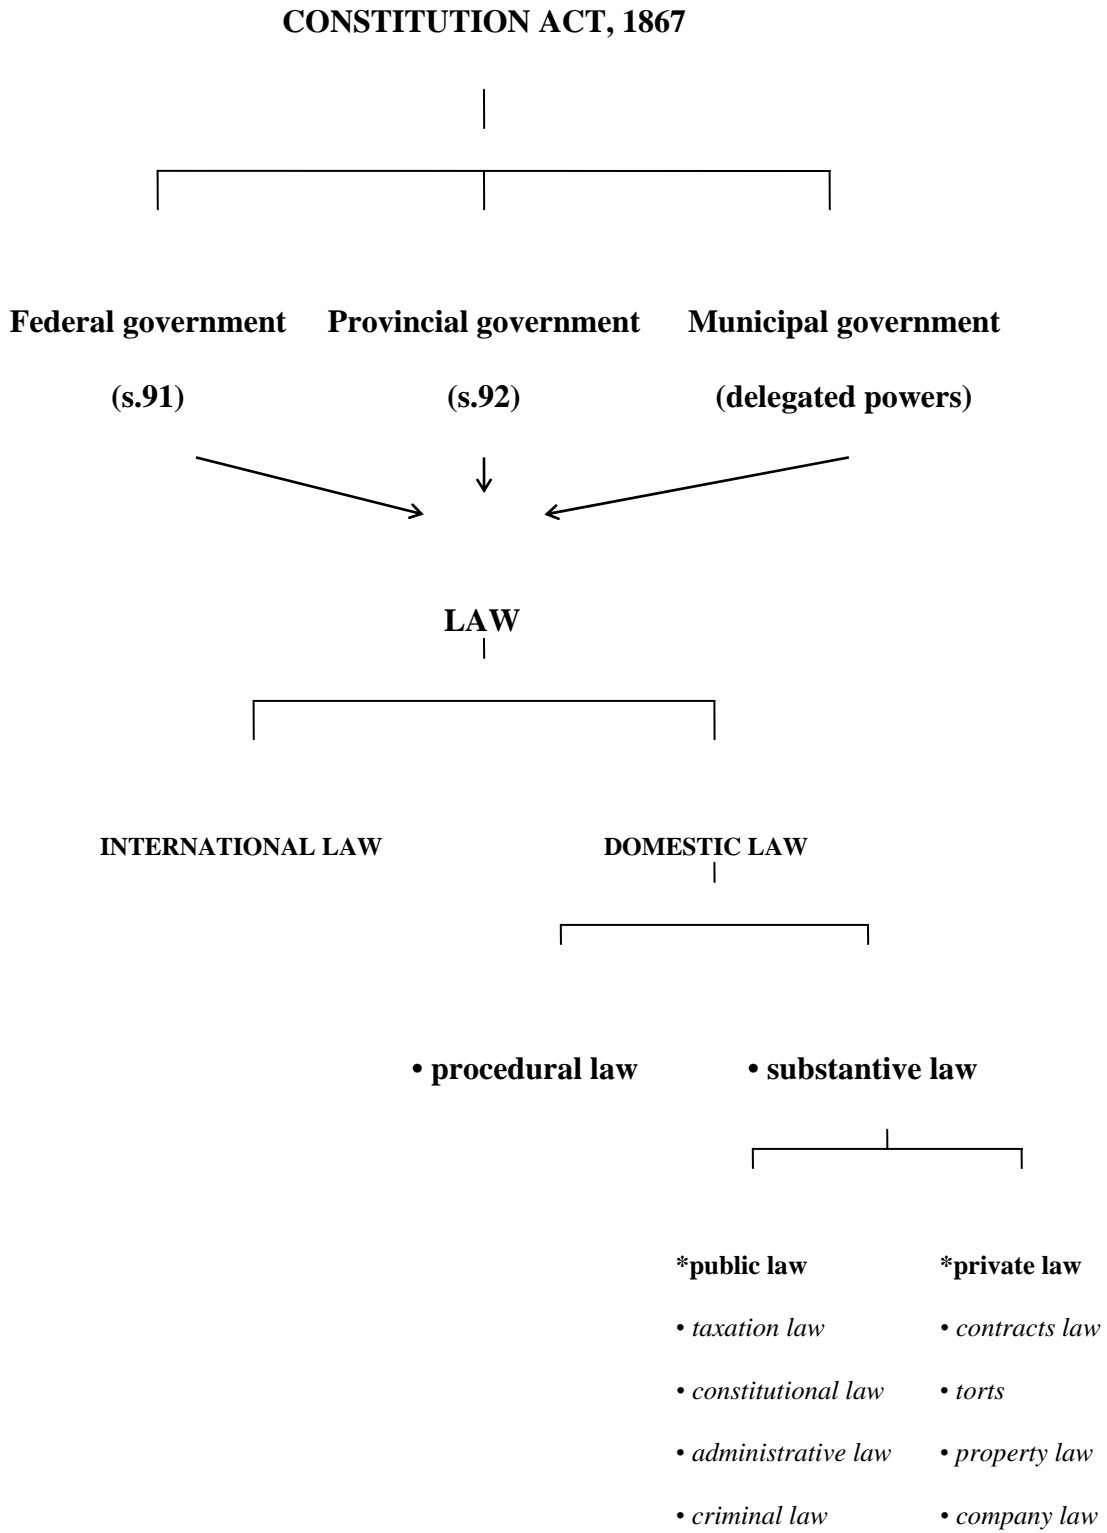 CONSTITUTION ACT, 1867
Federal government Provincial government Municipal government
(s.91) (s.92) (delegated powers)
LAW
INTERNATIONAL LAW DOMESTIC LAW
• procedural law • substantive law
*public law *private law
• taxation law • contracts law
• constitutional law • torts
• administrative law • property law
• criminal law • company law